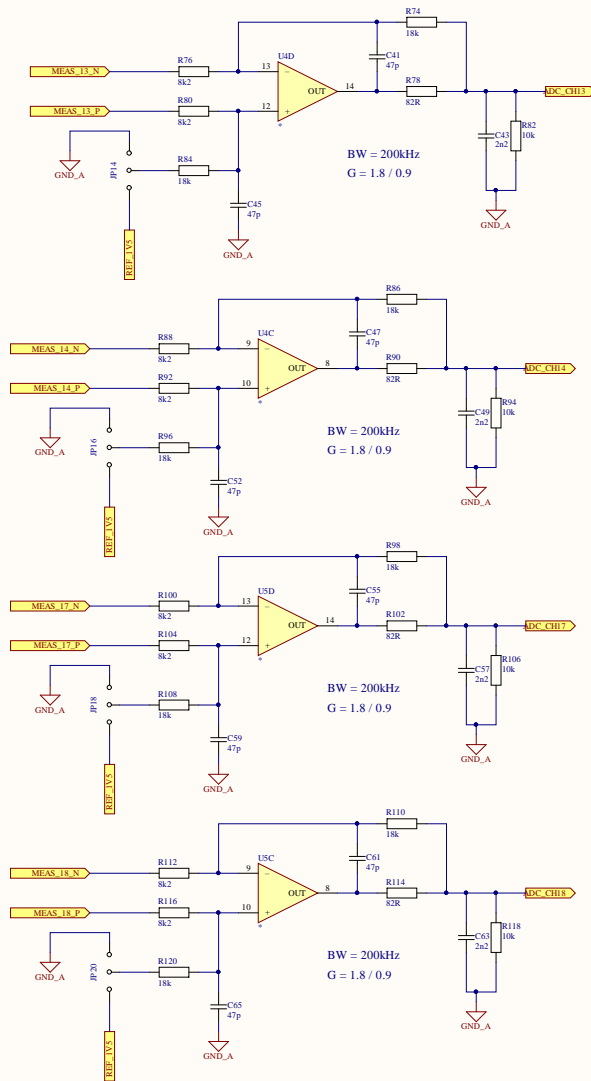 R74
18k
R76
8k2
MEAS_13_N
U4D
13
C41
47p
14
OUT
R78
82R
ADC_CH13
R80
8k2
MEAS_13_P
12
*
C43
2n2
R82
10k
BW = 200kHz
G = 1.8 / 0.9
JP14
R84
18k
GND_A
C45
47p
GND_A
GND_A
REF_1V5
R86
18k
R88
8k2
MEAS_14_N
U4C
9
C47
47p
8
OUT
R90
82R
ADC_CH14
R92
8k2
MEAS_14_P
10
*
C49
2n2
R94
10k
BW = 200kHz
G = 1.8 / 0.9
JP16
R96
18k
GND_A
C52
47p
GND_A
GND_A
REF_1V5
R98
18k
R100
8k2
MEAS_17_N
U5D
13
C55
47p
14
OUT
R102
82R
ADC_CH17
R104
8k2
MEAS_17_P
12
*
C57
2n2
R106
10k
BW = 200kHz
G = 1.8 / 0.9
JP18
R108
18k
GND_A
C59
47p
GND_A
GND_A
REF_1V5
R110
18k
R112
8k2
MEAS_18_N
U5C
9
C61
47p
8
OUT
R114
82R
ADC_CH18
R116
8k2
MEAS_18_P
10
*
C63
2n2
R118
10k
BW = 200kHz
G = 1.8 / 0.9
JP20
R120
18k
GND_A
C65
47p
GND_A
GND_A
REF_1V5